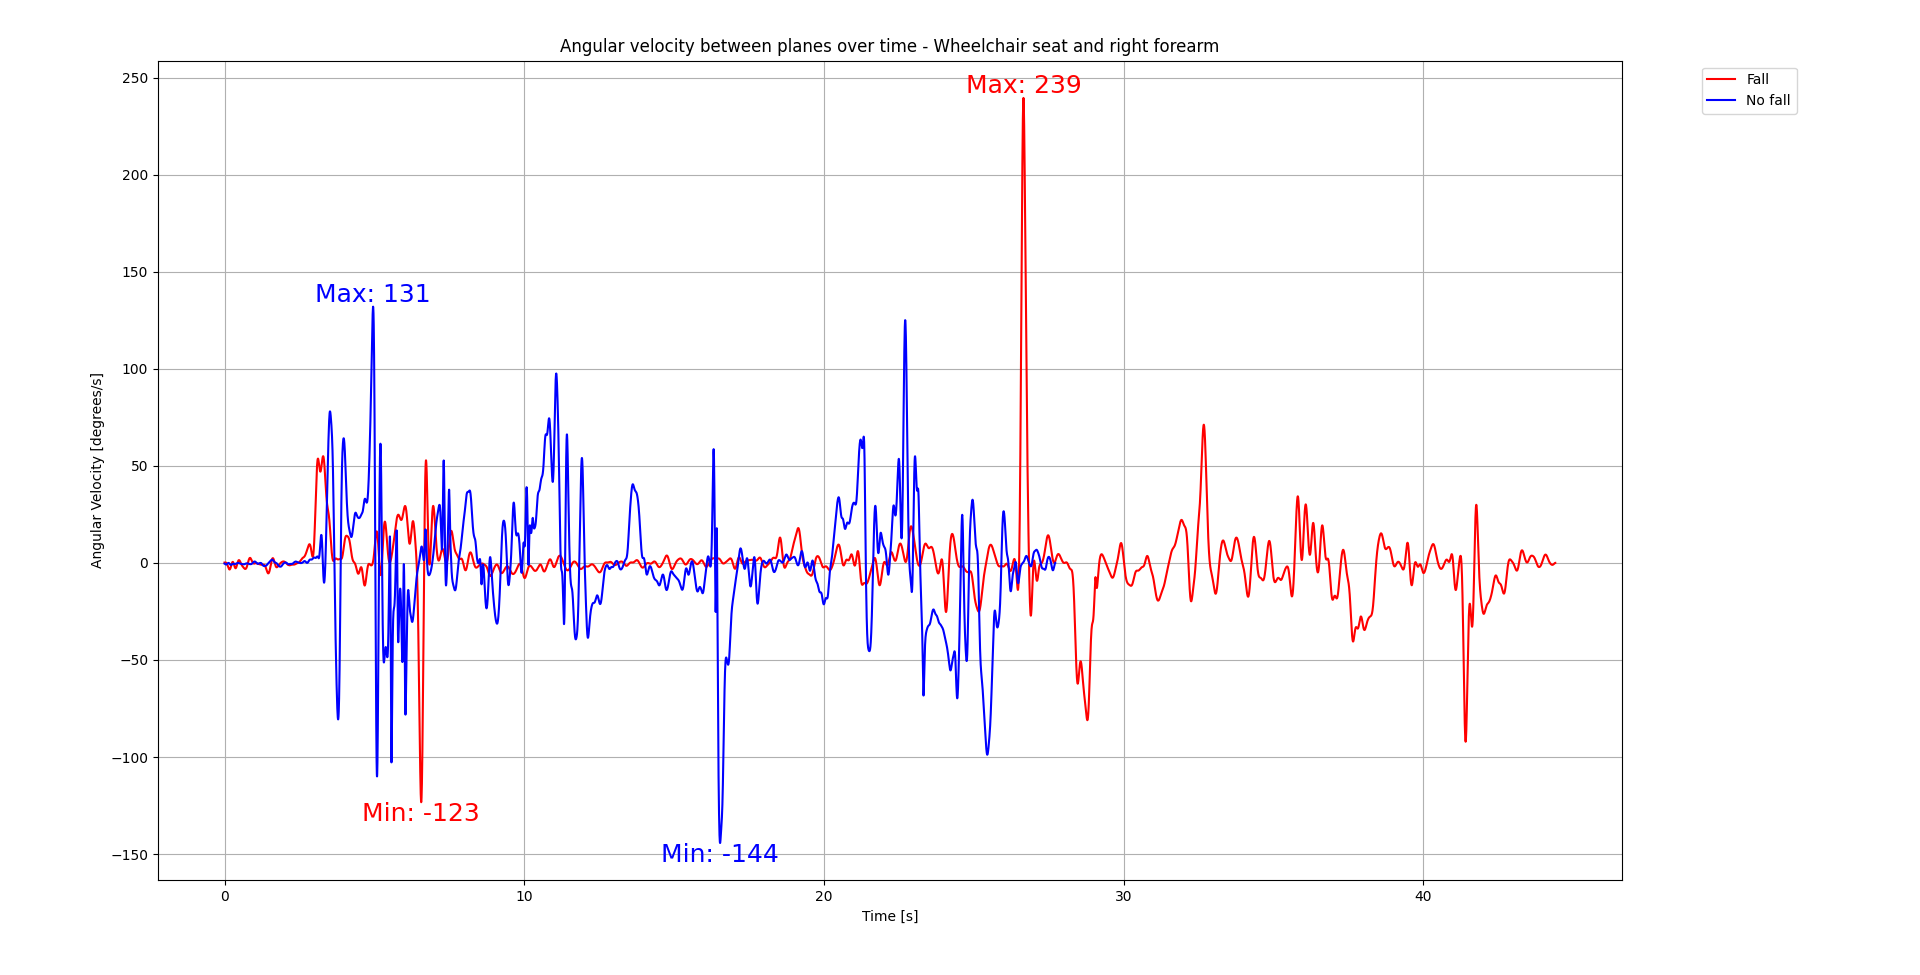 Angular velocity between planes over time - Wheelchair seat and right forearm
Max: 239
Max: 131
Min: -123
Min: -144
Fall
No fall
Angular Velocity [degrees/s]
250
200
150
100
50
0
−50
−100
−150
0 10 20 30 40
Time [s]